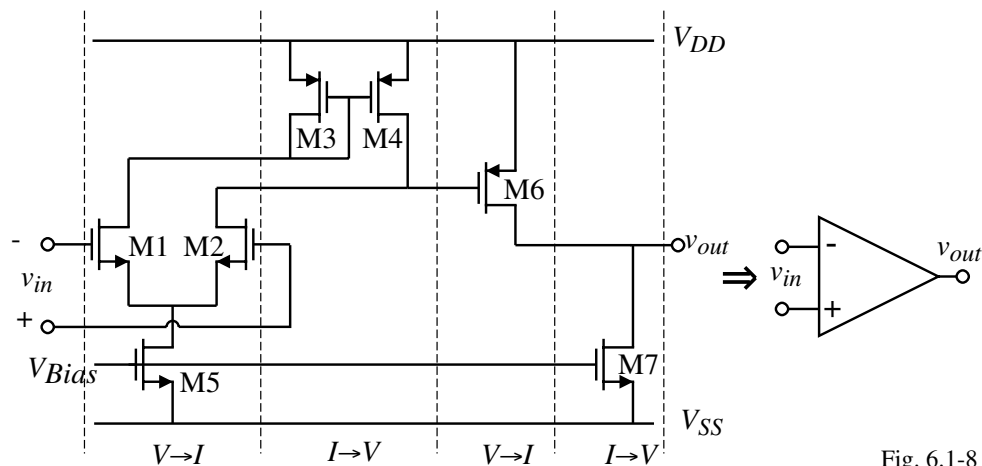 V_DD
M3 M4
M6
- M1 M2
v_in
+
v_out
⇒
-
v_in
+
v_out
V_Bias
M5
M7
V_SS
V→I
I→V
V→I
I→V
Fig. 6.1-8